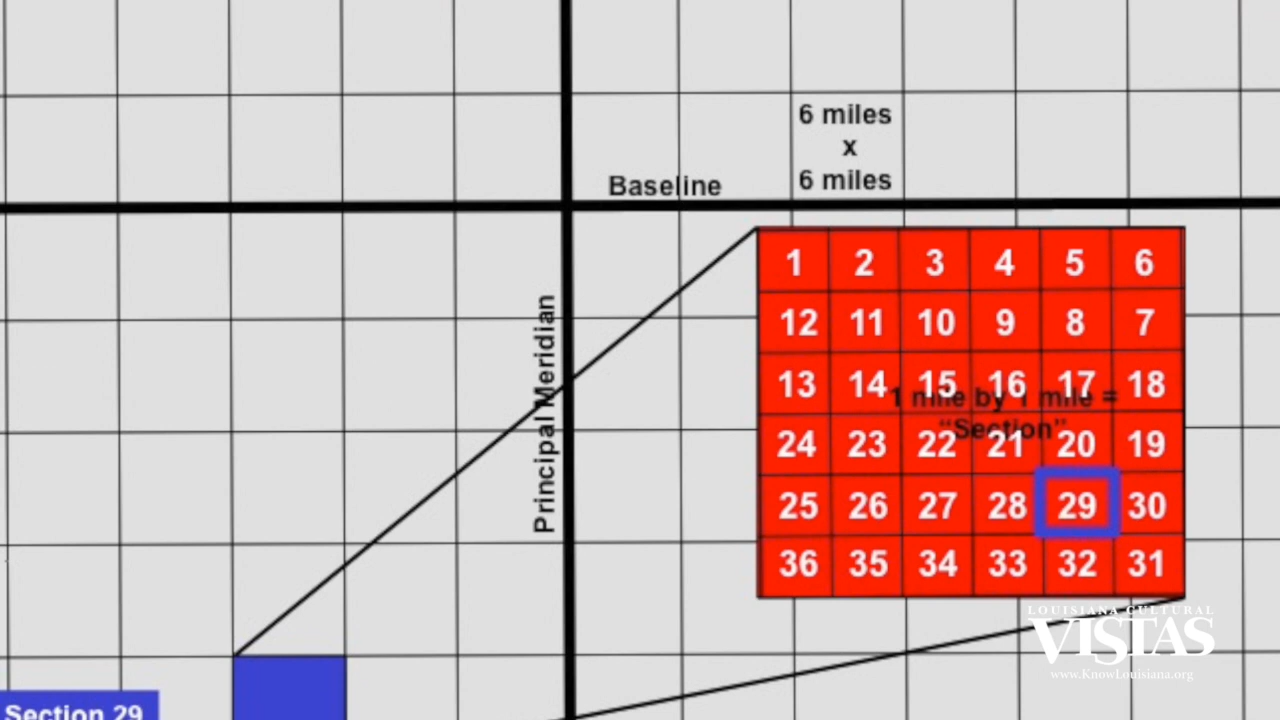 6 miles
x
6 miles
Baseline
Principal Meridian
1 2 3 4 5 6
12 11 10 9 8 7
13 14 15 16 17 18
1 mile by 1 mile =
“Section”
24 23 22 21 20 19
25 26 27 28 29 30
36 35 34 33 32 31
LOUISIANA CULTURAL
VISTAS
www.KnowLouisiana.org
Section 29